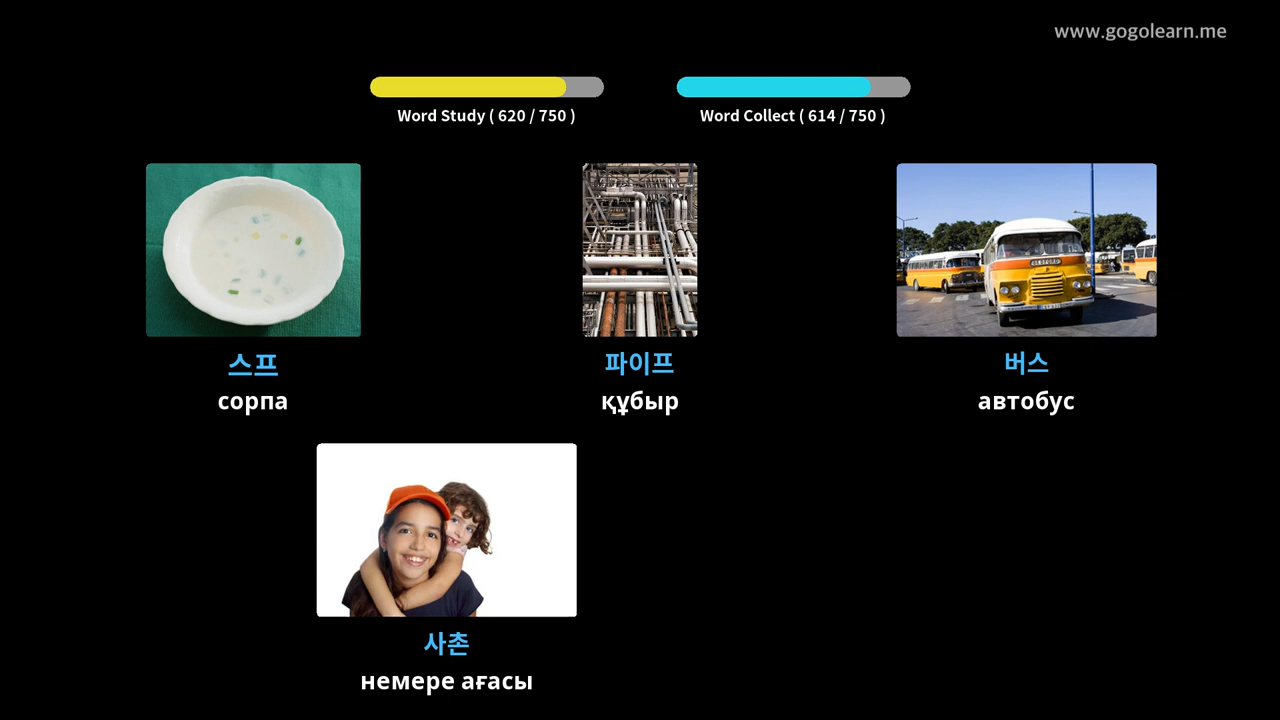 www.gogolearn.me
Word Study ( 620 / 750 )
Word Collect ( 614 / 750 )
스프
сорпа
BEDFORD
파이프
құбыр
버스
автобус
사촌
немере ағасы